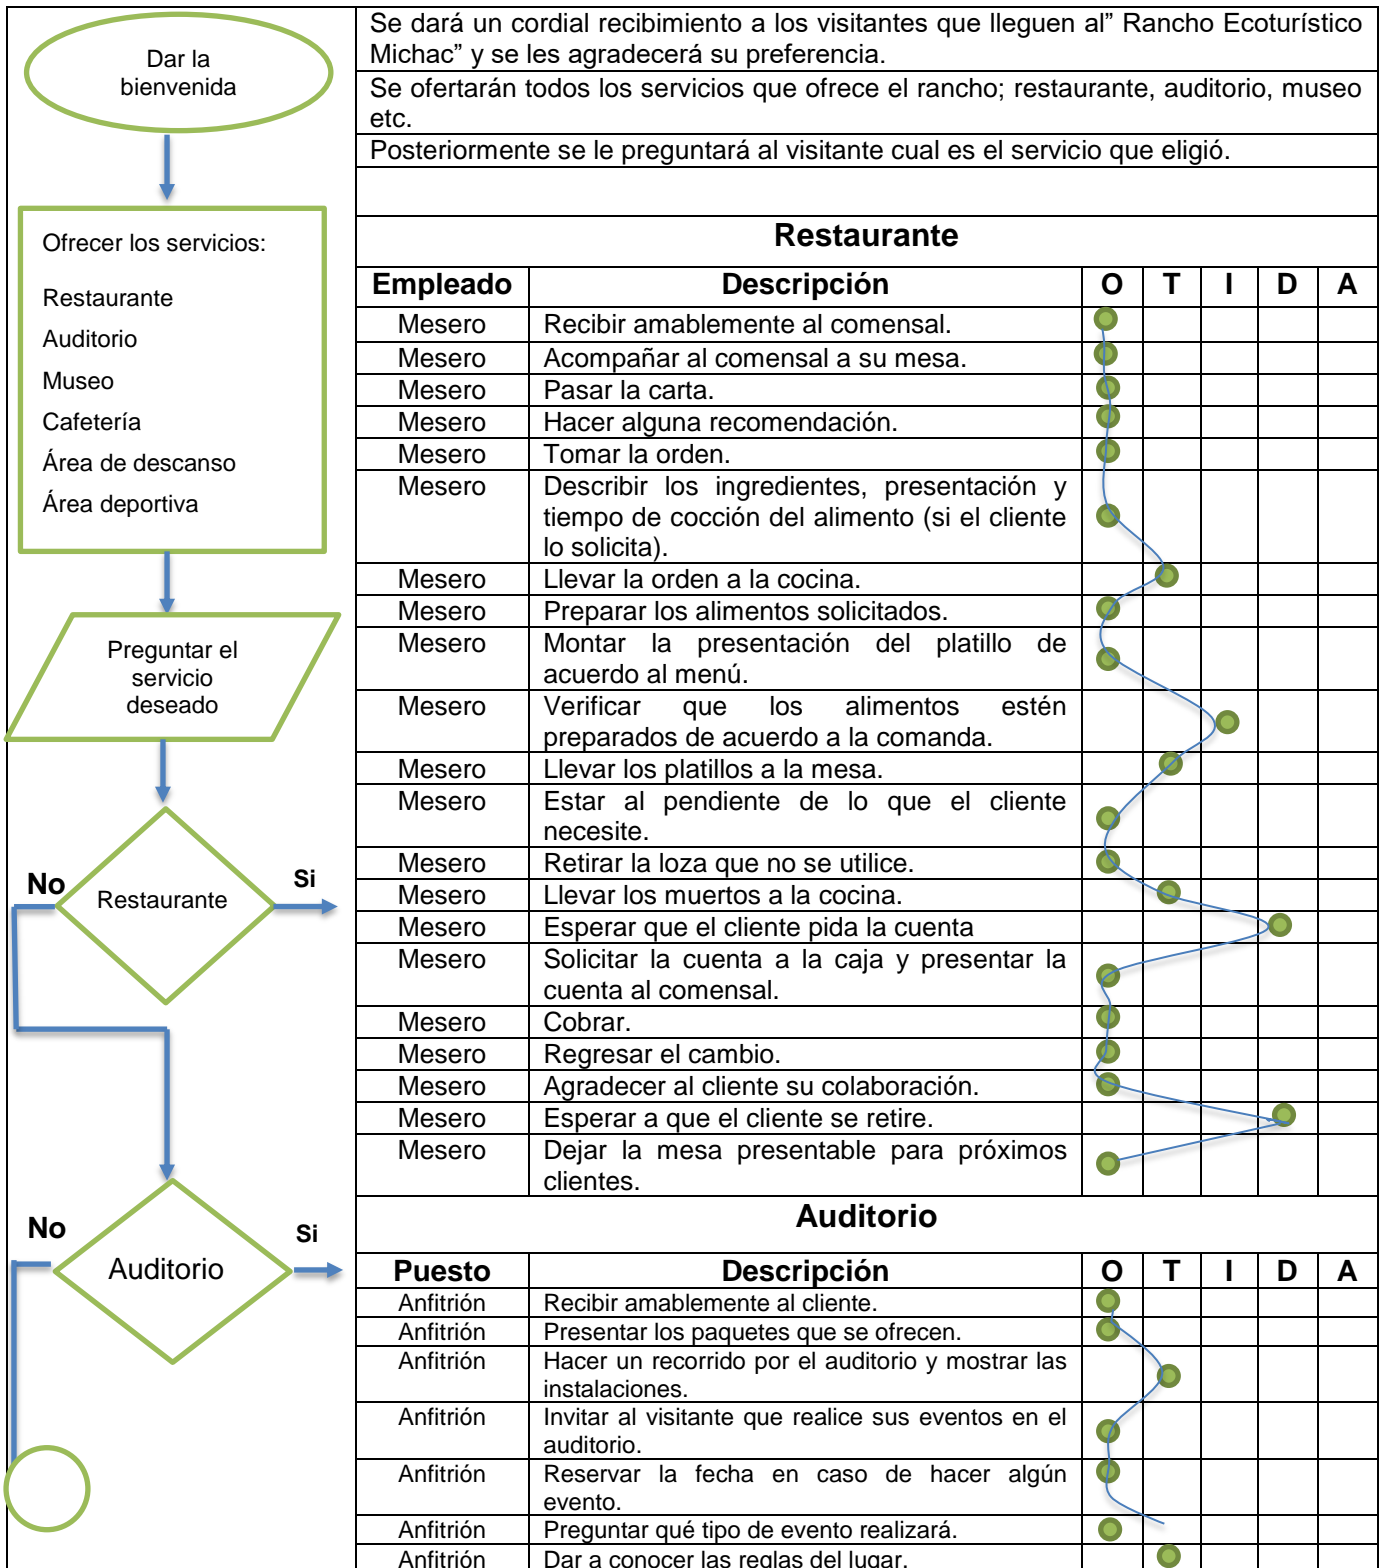 Dar la
bienvenida
Ofrecer los servicios:
Restaurante
Auditorio
Museo
Cafetería
Área de descanso
Área deportiva
Preguntar el
servicio
deseado
No
Restaurante
Si
No
Auditorio
Si
Se dará un cordial recibimiento a los visitantes que lleguen al” Rancho Ecoturístico
Michac” y se les agradecerá su preferencia.
Se ofertarán todos los servicios que ofrece el rancho; restaurante, auditorio, museo
etc.
Posteriormente se le preguntará al visitante cual es el servicio que eligió.
Restaurante
Empleado Descripción O T I D A
Mesero Recibir amablemente al comensal.
Mesero Acompañar al comensal a su mesa.
Mesero Pasar la carta.
Mesero Hacer alguna recomendación.
Mesero Tomar la orden.
Mesero Describir los ingredientes, presentación y
tiempo de cocción del alimento (si el cliente
lo solicita).
Mesero Llevar la orden a la cocina.
Mesero Preparar los alimentos solicitados.
Mesero Montar la presentación del platillo de
acuerdo al menú.
Mesero Verificar que los alimentos estén
preparados de acuerdo a la comanda.
Mesero Llevar los platillos a la mesa.
Mesero Estar al pendiente de lo que el cliente
necesite.
Mesero Retirar la loza que no se utilice.
Mesero Llevar los muertos a la cocina.
Mesero Esperar que el cliente pida la cuenta
Mesero Solicitar la cuenta a la caja y presentar la
cuenta al comensal.
Mesero Cobrar.
Mesero Regresar el cambio.
Mesero Agradecer al cliente su colaboración.
Mesero Esperar a que el cliente se retire.
Mesero Dejar la mesa presentable para próximos
clientes.
Auditorio
Puesto Descripción O T I D A
Anfitrión Recibir amablemente al cliente.
Anfitrión Presentar los paquetes que se ofrecen.
Anfitrión Hacer un recorrido por el auditorio y mostrar las
instalaciones.
Anfitrión Invitar al visitante que realice sus eventos en el
auditorio.
Anfitrión Reservar la fecha en caso de hacer algún
evento.
Anfitrión Preguntar qué tipo de evento realizará.
Anfitrión Dar a conocer las reglas del lugar.